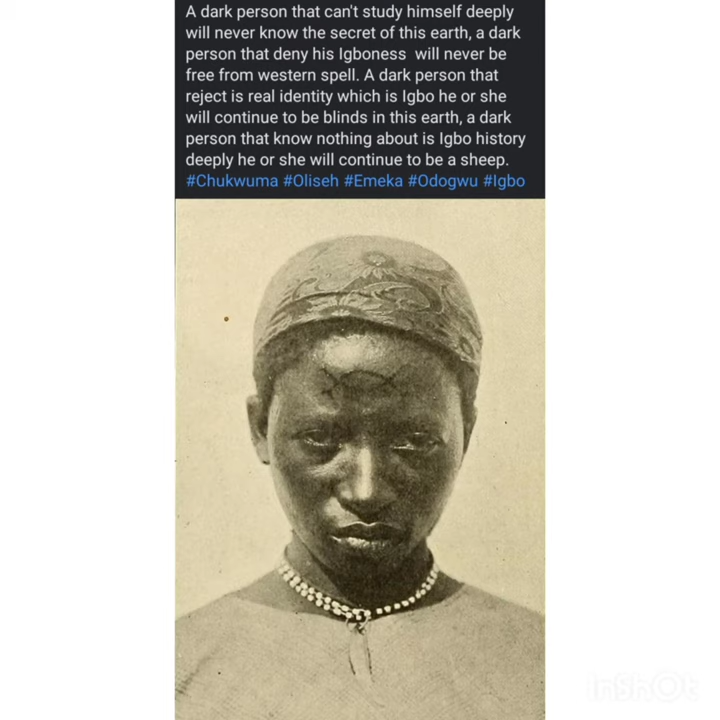 A dark person that can't study himself deeply
will never know the secret of this earth, a dark
person that deny his Igboness will never be
free from western spell. A dark person that
reject is real identity which is Igbo he or she
will continue to be blinds in this earth, a dark
person that know nothing about is Igbo history
deeply he or she will continue to be a sheep.
#Chukwuma #Oliseh #Emeka #Odogwu #Igbo
InShOt